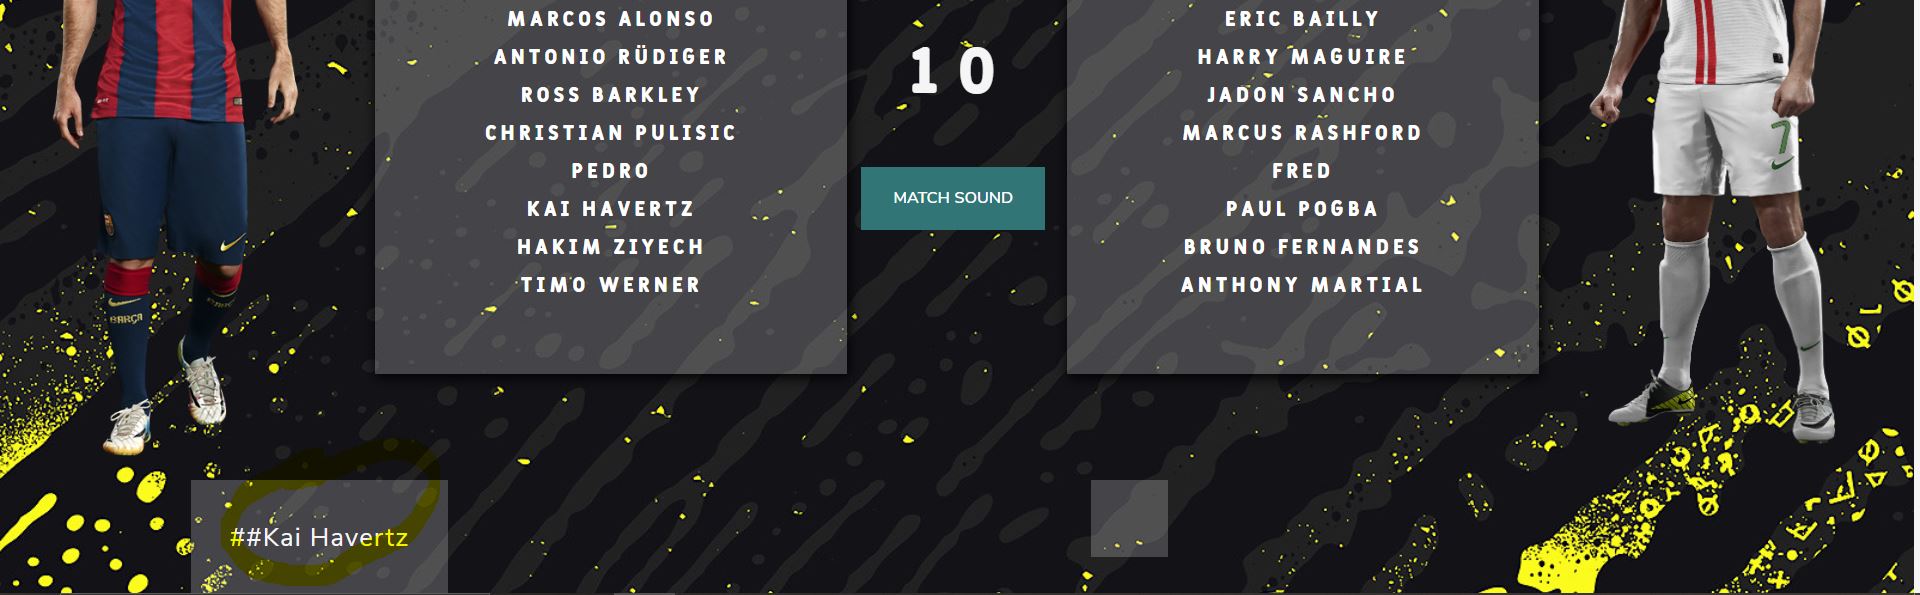 MARCOS ALONSO
ANTONIO RÜDIGER
ROSS BARKLEY
CHRISTIAN PULISIC
PEDRO
KAI HAVERTZ
HAKIM ZIYECH
TIMO WERNER
1 0
MATCH SOUND
ERIC BAILLY
HARRY MAGUIRE
JADON SANCHO
MARCUS RASHFORD
FRED
PAUL POGBA
BRUNO FERNANDES
ANTHONY MARTIAL
7
BARÇA
##Kai Havertz